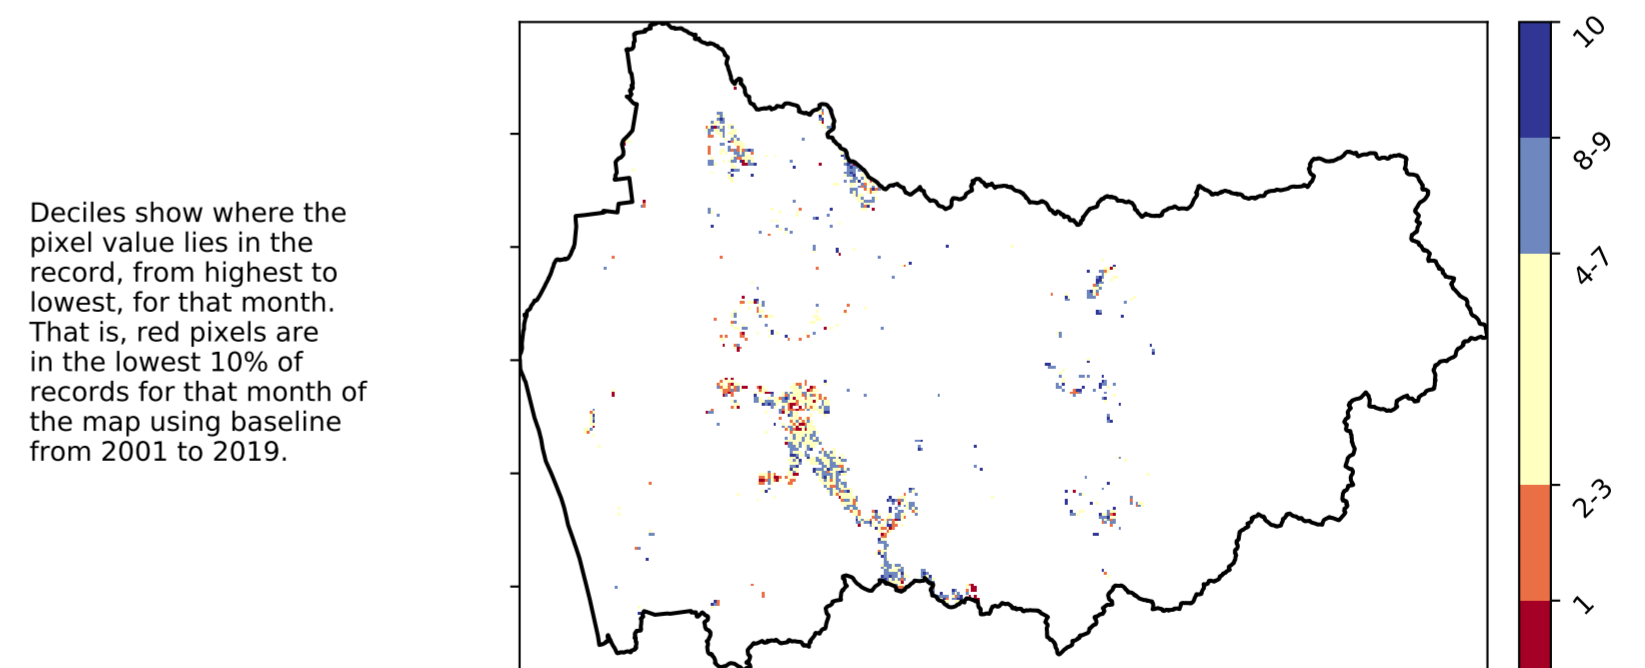 Deciles show where the
pixel value lies in the
record, from highest to
lowest, for that month.
That is, red pixels are
in the lowest 10% of
records for that month of
the map using baseline
from 2001 to 2019.
10
8-9
4-7
2-3
1